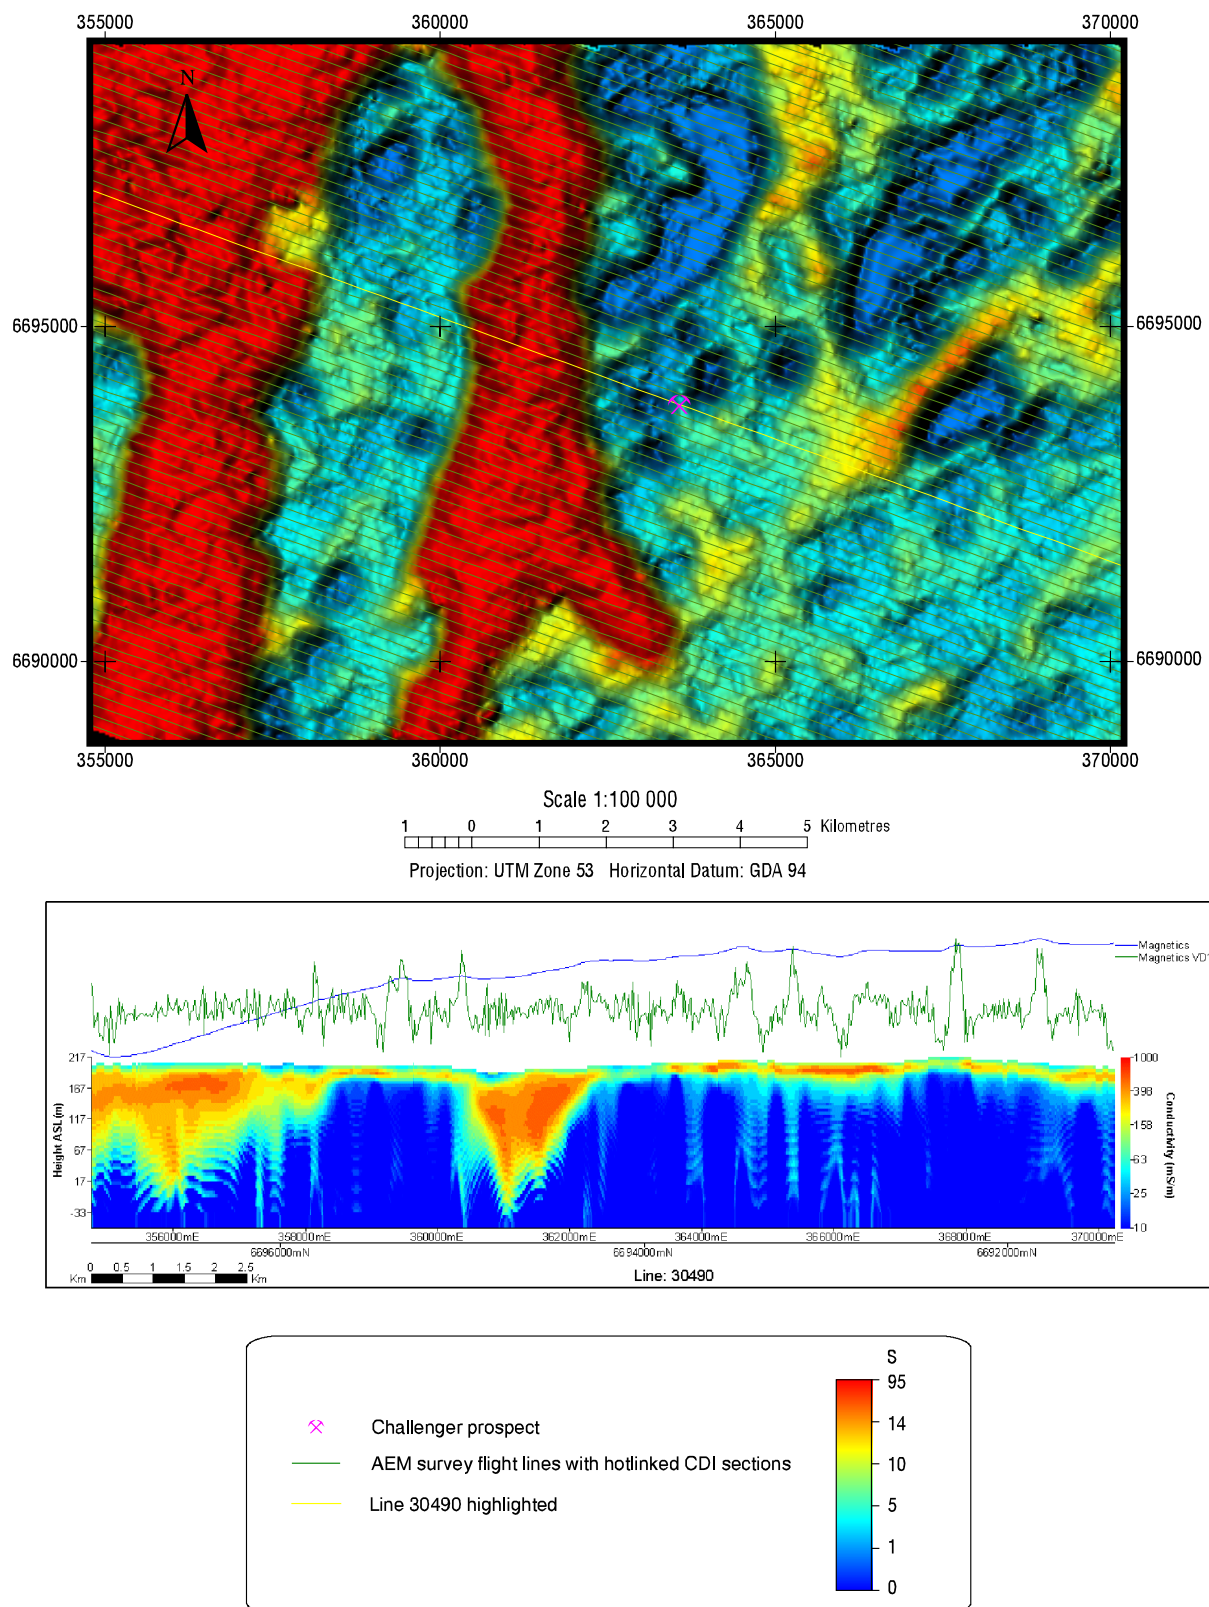 355000 360000 365000 370000
N
6695000 6695000
6690000 6690000
355000 360000 365000 370000
Scale 1:100 000
1 0 1 2 3 4 5 Kilometres
Projection: UTM Zone 53 Horizontal Datum: GDA 94
Magnetics
Magnetics VD1
217 1000
167 398
117 158
67 63
17 25
-33 10
Height ASL(m)
Conductivity (mS/m)
356000mE 358000mE 360000mE 362000mE 364000mE 366000mE 368000mE 370000mE
6696000mN 6694000mN 6692000mN
0 0.5 1 1.5 2 2.5
Km Km
Line: 30490
S
95
14
Challenger prospect
10
AEM survey flight lines with hotlinked CDI sections
5
Line 30490 highlighted
1
0